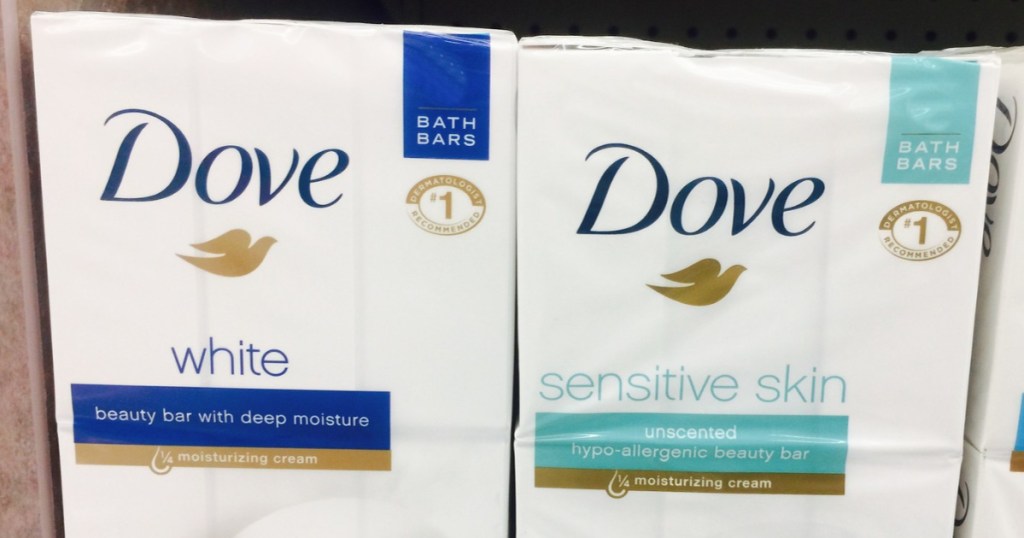 Dove
BATH
BARS
DERMATOLOGIST
#1
RECOMMENDED
white
beauty bar with deep moisture
1/4 moisturizing cream
Dove
BATH
BARS
DERMATOLOGIST
#1
RECOMMENDED
sensitive skin
unscented
hypo-allergenic beauty bar
1/4 moisturizing cream
Dove